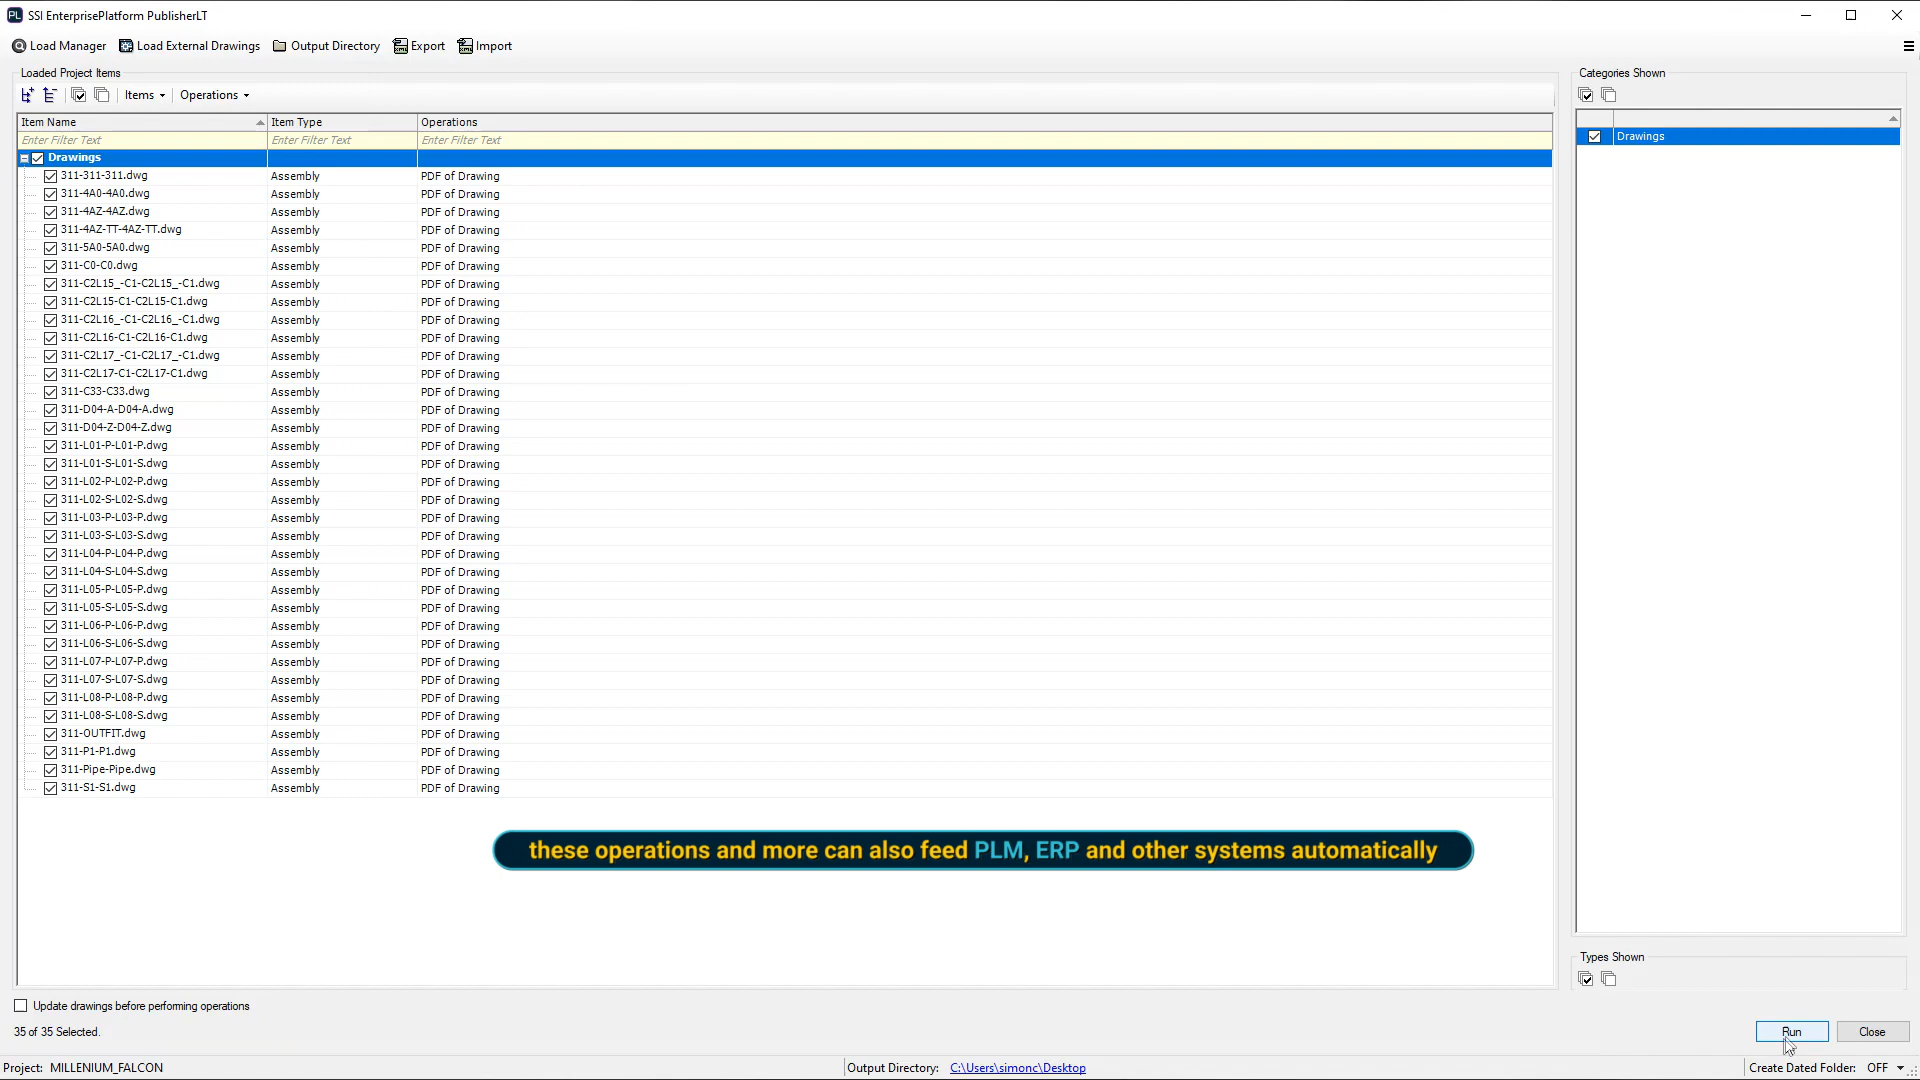 SSI EnterprisePlatform PublisherLT
Load Manager Load External Drawings Output Directory Export Import
Loaded Project Items
Categories Shown
Items Operations
Item Name Item Type Operations
Enter Filter Text Enter Filter Text Enter Filter Text
Drawings
Drawings
311-311-311.dwg Assembly PDF of Drawing
311-4A0-4A0.dwg Assembly PDF of Drawing
311-4AZ-4AZ.dwg Assembly PDF of Drawing
311-4AZ-TT-4AZ-TT.dwg Assembly PDF of Drawing
311-5A0-5A0.dwg Assembly PDF of Drawing
311-C0-C0.dwg Assembly PDF of Drawing
311-C2L15_-C1-C2L15_-C1.dwg Assembly PDF of Drawing
311-C2L15-C1-C2L15-C1.dwg Assembly PDF of Drawing
311-C2L16_-C1-C2L16_-C1.dwg Assembly PDF of Drawing
311-C2L16-C1-C2L16-C1.dwg Assembly PDF of Drawing
311-C2L17_-C1-C2L17_-C1.dwg Assembly PDF of Drawing
311-C2L17-C1-C2L17-C1.dwg Assembly PDF of Drawing
311-C33-C33.dwg Assembly PDF of Drawing
311-D04-A-D04-A.dwg Assembly PDF of Drawing
311-D04-Z-D04-Z.dwg Assembly PDF of Drawing
311-L01-P-L01-P.dwg Assembly PDF of Drawing
311-L01-S-L01-S.dwg Assembly PDF of Drawing
311-L02-P-L02-P.dwg Assembly PDF of Drawing
311-L02-S-L02-S.dwg Assembly PDF of Drawing
311-L03-P-L03-P.dwg Assembly PDF of Drawing
311-L03-S-L03-S.dwg Assembly PDF of Drawing
311-L04-P-L04-P.dwg Assembly PDF of Drawing
311-L04-S-L04-S.dwg Assembly PDF of Drawing
311-L05-P-L05-P.dwg Assembly PDF of Drawing
311-L05-S-L05-S.dwg Assembly PDF of Drawing
311-L06-P-L06-P.dwg Assembly PDF of Drawing
311-L06-S-L06-S.dwg Assembly PDF of Drawing
311-L07-P-L07-P.dwg Assembly PDF of Drawing
311-L07-S-L07-S.dwg Assembly PDF of Drawing
311-L08-P-L08-P.dwg Assembly PDF of Drawing
311-L08-S-L08-S.dwg Assembly PDF of Drawing
311-OUTFIT.dwg Assembly PDF of Drawing
311-P1-P1.dwg Assembly PDF of Drawing
311-Pipe-Pipe.dwg Assembly PDF of Drawing
311-S1-S1.dwg Assembly PDF of Drawing
these operations and more can also feed PLM, ERP and other systems automatically
Types Shown
Update drawings before performing operations
35 of 35 Selected.
Run Close
Project: MILLENIUM_FALCON Output Directory: C:\Users\simonc\Desktop Create Dated Folder: OFF